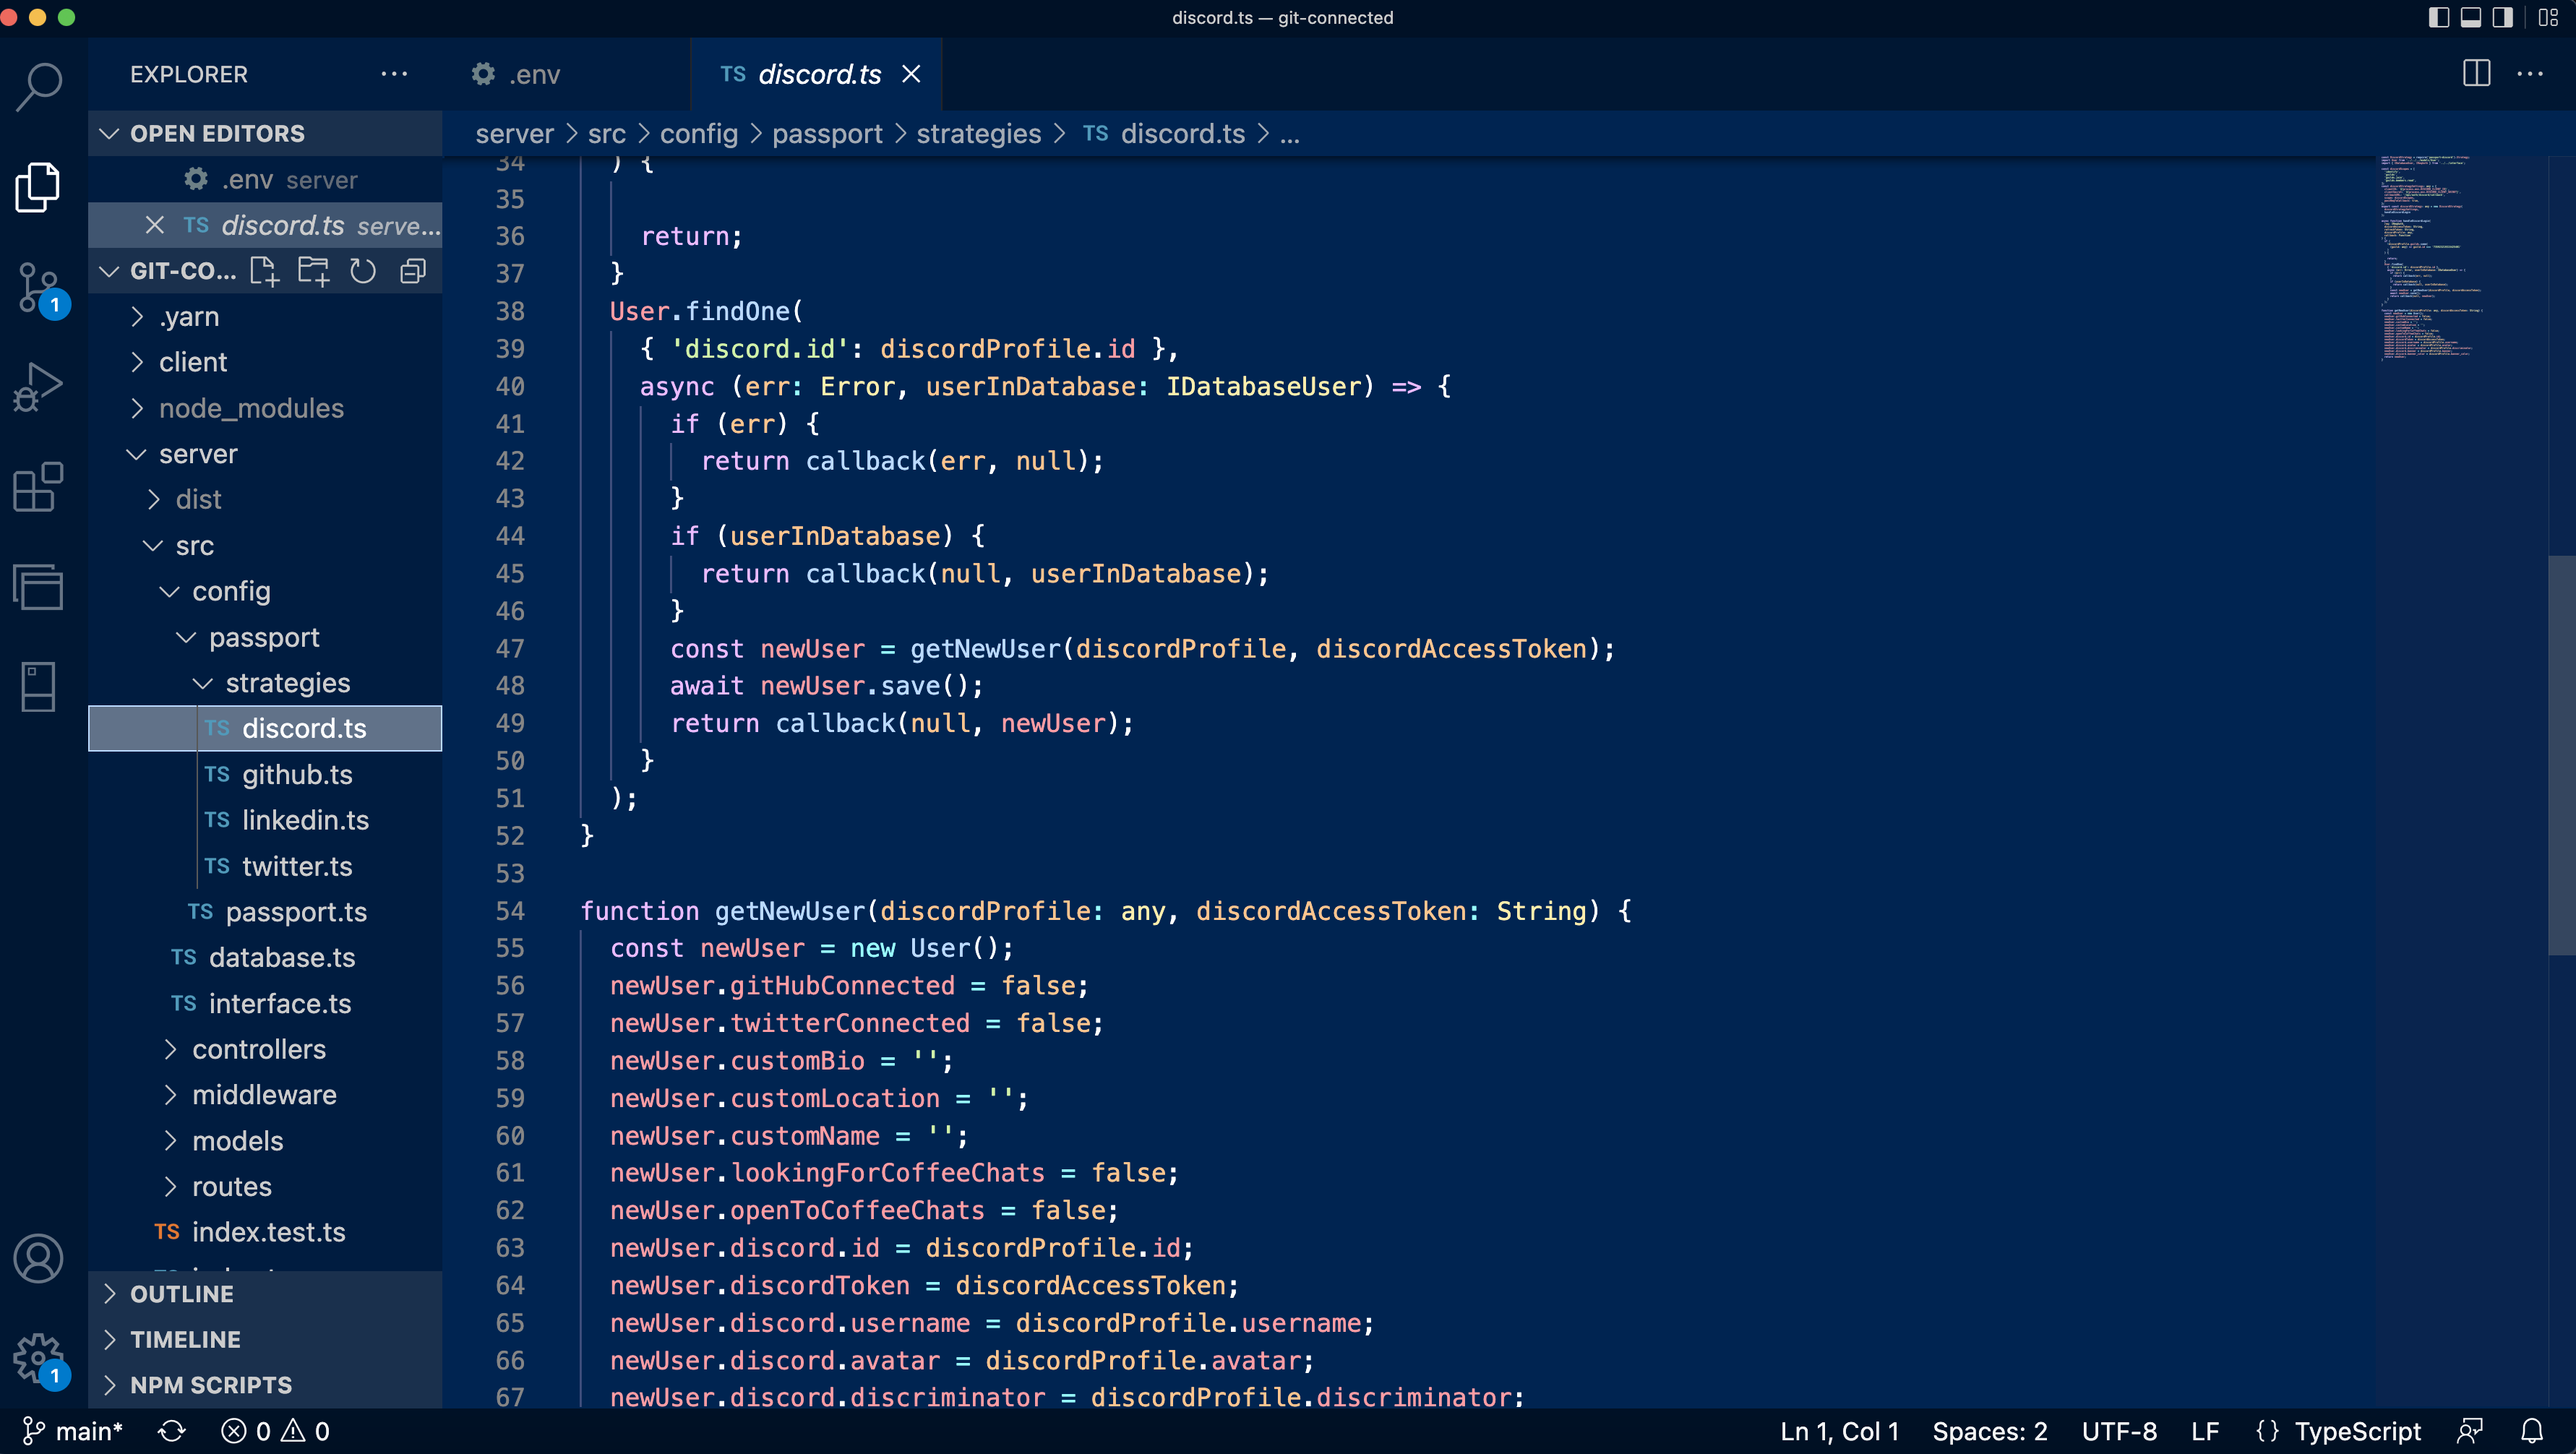 discord.ts — git-connected
EXPLORER
.env
TS discord.ts
OPEN EDITORS
.env server
TS discord.ts serve...
GIT-CO...
.yarn
client
node_modules
server
dist
src
config
passport
strategies
TS discord.ts
TS github.ts
TS linkedin.ts
TS twitter.ts
TS passport.ts
TS database.ts
TS interface.ts
controllers
middleware
models
routes
TS index.test.ts
OUTLINE
TIMELINE
NPM SCRIPTS
1
1
server > src > config > passport > strategies > TS discord.ts > ...
34 ) {
35
36 return;
37 }
38 User.findOne(
39 { 'discord.id': discordProfile.id },
40 async (err: Error, userInDatabase: IDatabaseUser) => {
41 if (err) {
42 return callback(err, null);
43 }
44 if (userInDatabase) {
45 return callback(null, userInDatabase);
46 }
47 const newUser = getNewUser(discordProfile, discordAccessToken);
48 await newUser.save();
49 return callback(null, newUser);
50 }
51 );
52 }
53
54 function getNewUser(discordProfile: any, discordAccessToken: String) {
55 const newUser = new User();
56 newUser.gitHubConnected = false;
57 newUser.twitterConnected = false;
58 newUser.customBio = '';
59 newUser.customLocation = '';
60 newUser.customName = '';
61 newUser.lookingForCoffeeChats = false;
62 newUser.openToCoffeeChats = false;
63 newUser.discord.id = discordProfile.id;
64 newUser.discordToken = discordAccessToken;
65 newUser.discord.username = discordProfile.username;
66 newUser.discord.avatar = discordProfile.avatar;
67 newUser.discord.discriminator = discordProfile.discriminator;
main* 0 0 Ln 1, Col 1 Spaces: 2 UTF-8 LF {} TypeScript